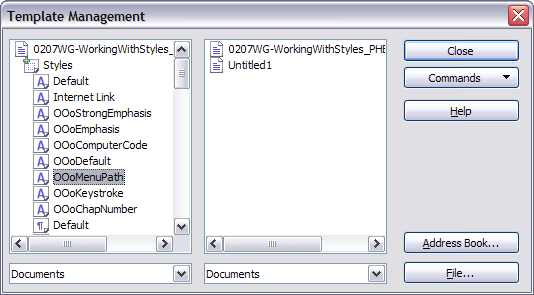 Template Management
0207WG-WorkingWithStyles_
Styles
Default
Internet Link
OOoStrongEmphasis
OOoEmphasis
OOoComputerCode
OOoDefault
OOoMenuPath
OOoKeystroke
OOoChapNumber
Default
Documents
0207WG-WorkingWithStyles_PHE
Untitled1
Documents
Close
Commands
Help
Address Book...
File...